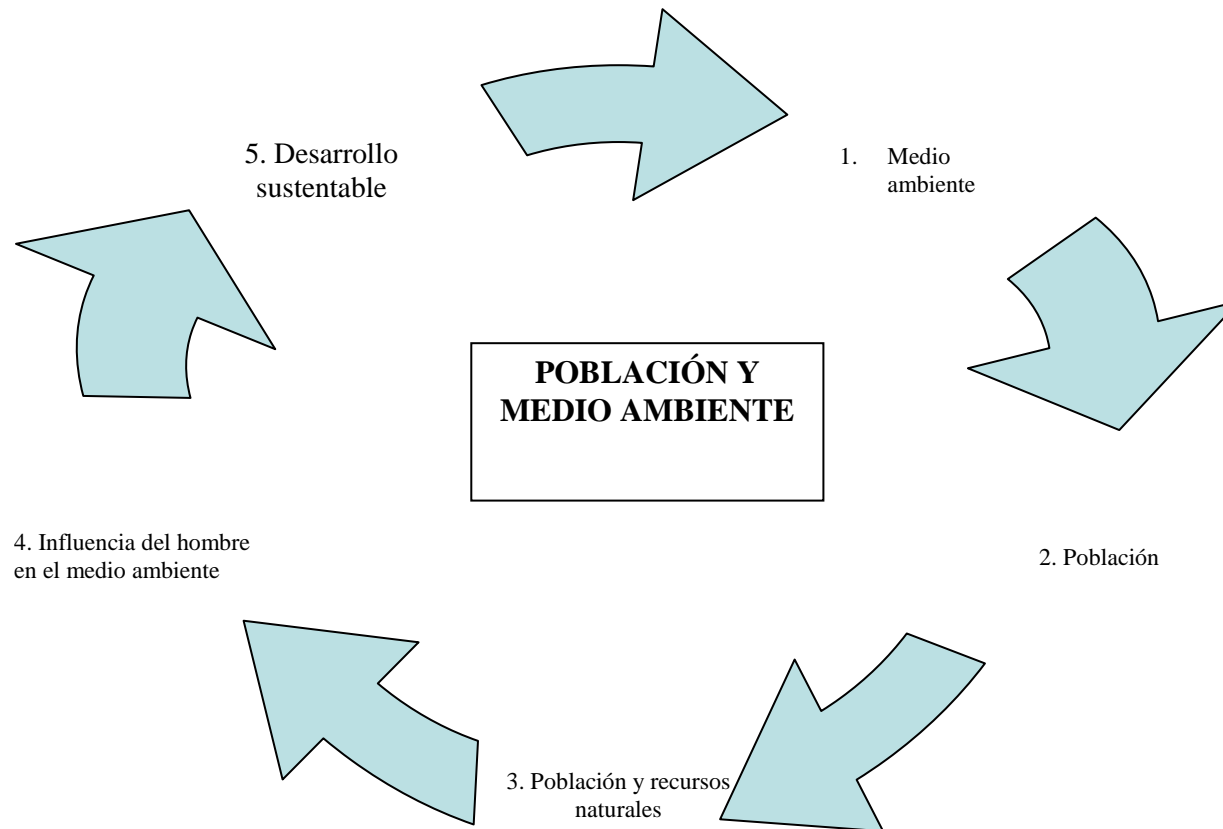 5. Desarrollo
sustentable
1. Medio
ambiente
POBLACIÓN Y
MEDIO AMBIENTE
4. Influencia del hombre
en el medio ambiente
2. Población
3. Población y recursos
naturales